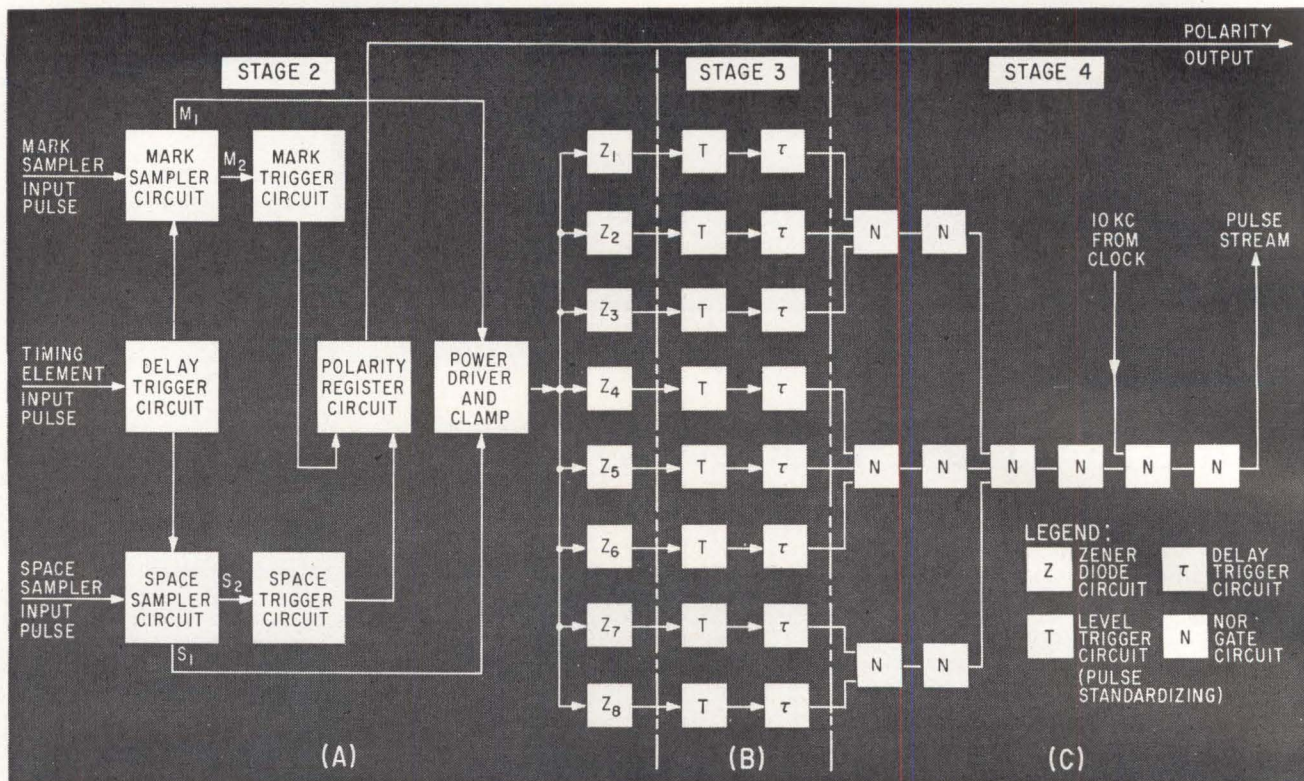 POLARITY
OUTPUT
STAGE 2
STAGE 3
STAGE 4
M1
MARK
SAMPLER
INPUT
PULSE
MARK
SAMPLER
CIRCUIT
M2
MARK
TRIGGER
CIRCUIT
TIMING
ELEMENT
INPUT
PULSE
DELAY
TRIGGER
CIRCUIT
POLARITY
REGISTER
CIRCUIT
POWER
DRIVER
AND
CLAMP
SPACE
SAMPLER
INPUT
PULSE
SPACE
SAMPLER
CIRCUIT
S2
SPACE
TRIGGER
CIRCUIT
S1
Z1 T τ
Z2 T τ N N
Z3 T τ
Z4 T τ
Z5 T τ N N N N N N
Z6 T τ
Z7 T τ
N N
Z8 T τ
10 KC
FROM
CLOCK
PULSE
STREAM
LEGEND:
Z ZENER
DIODE
CIRCUIT
τ DELAY
TRIGGER
CIRCUIT
T LEVEL
TRIGGER
CIRCUIT
(PULSE
STANDARDIZING)
N NOR
GATE
CIRCUIT
(A)
(B)
(C)